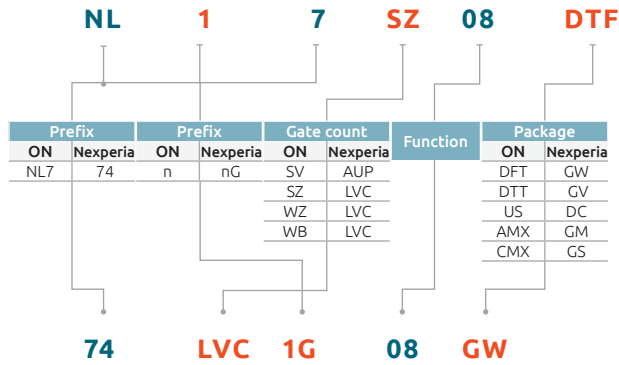 NL 1 7 SZ 08 DTF
Prefix Prefix Gate count Function Package
ON Nexperia ON Nexperia ON Nexperia ON Nexperia
NL7 74 n nG SV AUP DFT GW
SZ LVC DTT GV
WZ LVC US DC
WB LVC AMX GM
CMX GS
74 LVC 1G 08 GW